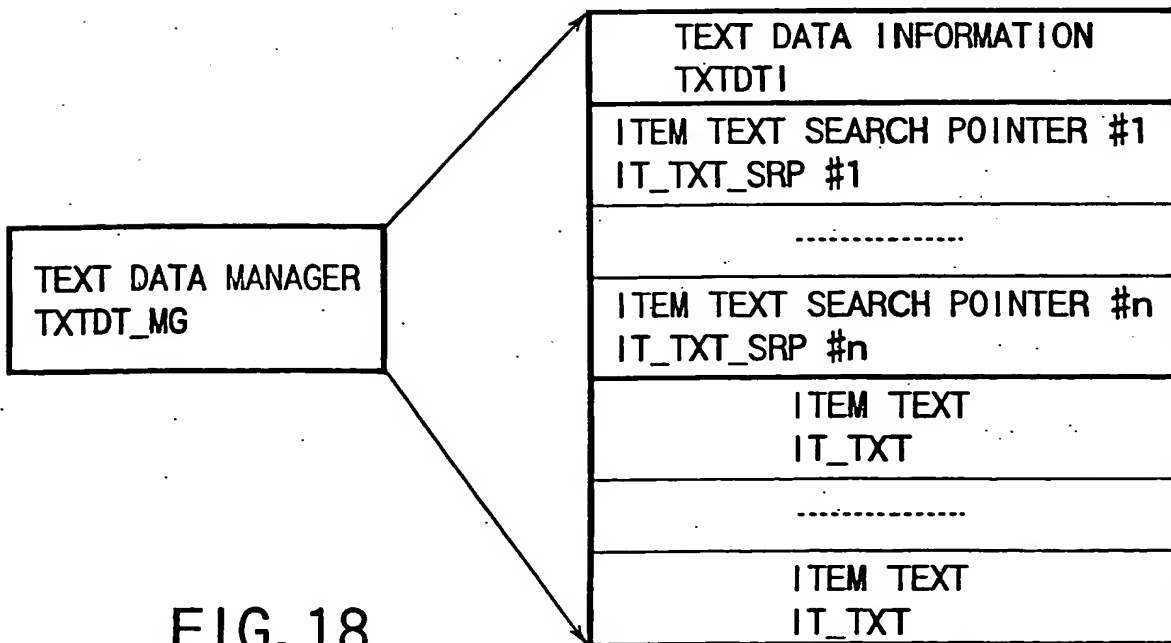 TEXT DATA INFORMATION
TXTDTI
ITEM TEXT SEARCH POINTER #1
IT_TXT_SRP #1
...............
TEXT DATA MANAGER
TXTDT_MG
ITEM TEXT SEARCH POINTER #n
IT_TXT_SRP #n
ITEM TEXT
IT_TXT
...............
ITEM TEXT
IT_TXT
FIG. 18